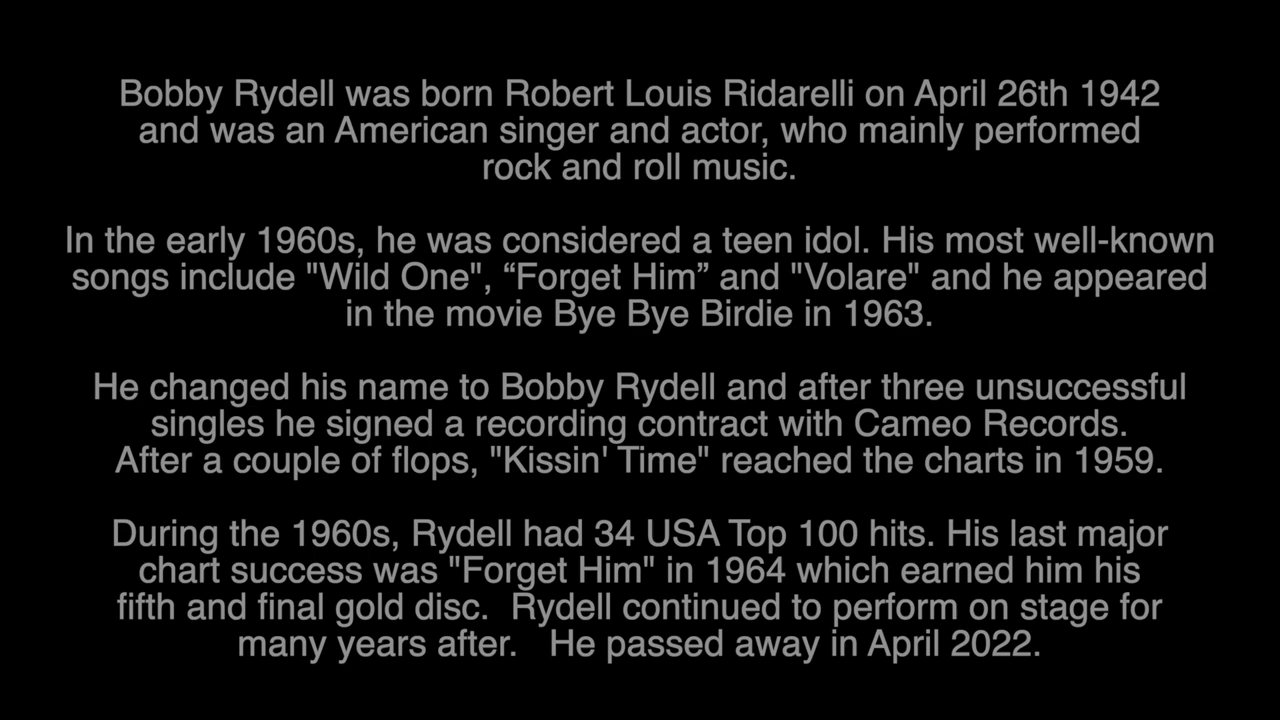 Bobby Rydell was born Robert Louis Ridarelli on April 26th 1942
and was an American singer and actor, who mainly performed
rock and roll music.
In the early 1960s, he was considered a teen idol. His most well-known
songs include "Wild One", “Forget Him” and "Volare" and he appeared
in the movie Bye Bye Birdie in 1963.
He changed his name to Bobby Rydell and after three unsuccessful
singles he signed a recording contract with Cameo Records.
After a couple of flops, "Kissin' Time" reached the charts in 1959.
During the 1960s, Rydell had 34 USA Top 100 hits. His last major
chart success was "Forget Him" in 1964 which earned him his
fifth and final gold disc.  Rydell continued to perform on stage for
many years after.   He passed away in April 2022.